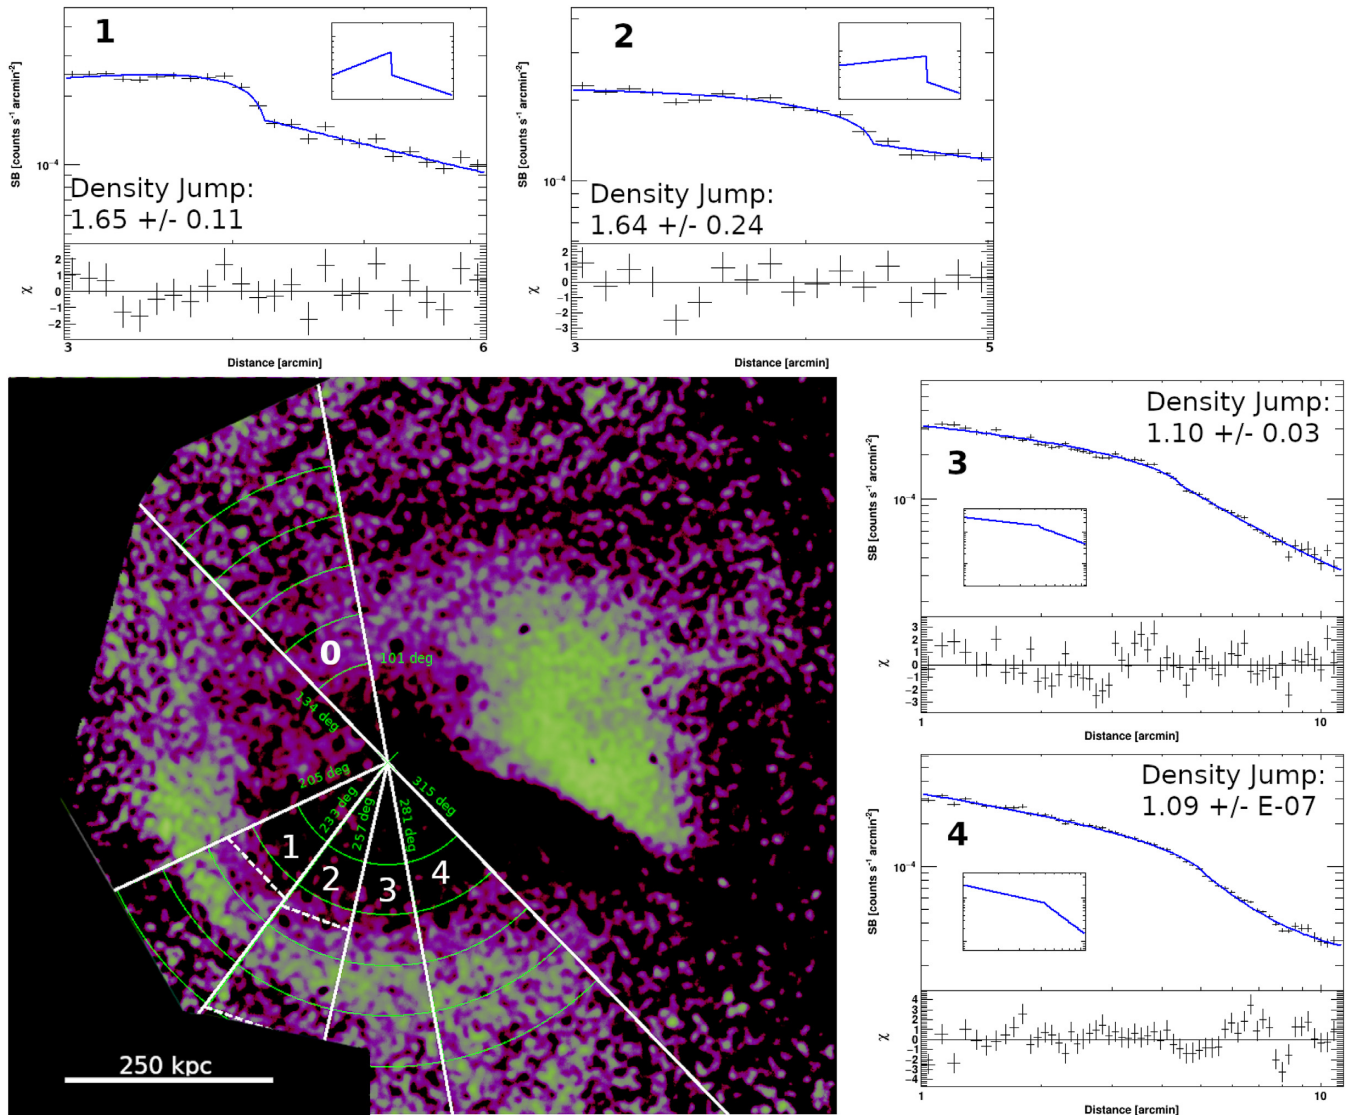 1
SB [counts s⁻¹ arcmin⁻²]
10⁻⁴
Density Jump:
1.65 +/- 0.11
χ
2
1
0
−1
−2
3
6
Distance [arcmin]
2
SB [counts s⁻¹ arcmin⁻²]
10⁻⁴
Density Jump:
1.64 +/- 0.24
2
1
0
−1
−2
−3
3
5
Distance [arcmin]
0
101 deg
134 deg
205 deg
233 deg
257 deg
281 deg
315 deg
1
2
3
4
250 kpc
Density Jump:
1.10 +/- 0.03
3
SB [counts s⁻¹ arcmin⁻²]
10⁻⁴
χ
3
2
1
0
−1
−2
−3
1
10
Distance [arcmin]
Density Jump:
1.09 +/- E-07
4
SB [counts s⁻¹ arcmin⁻²]
10⁻⁴
χ
4
3
2
1
0
−1
−2
−3
−4
1
10
Distance [arcmin]